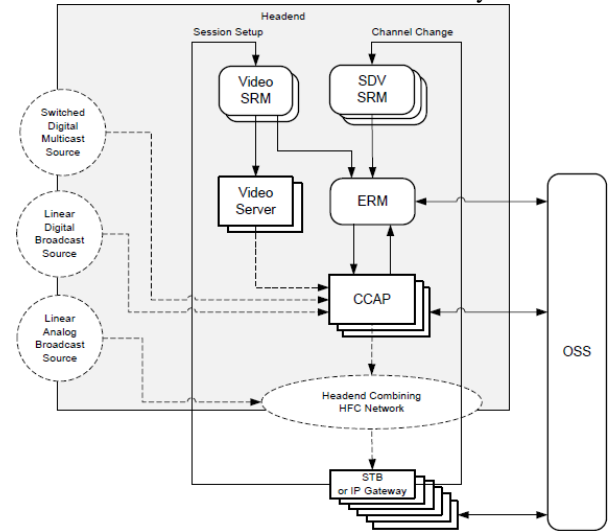 Headend
Session Setup
Channel Change
Video
SRM
SDV
SRM
Switched
Digital
Multicast
Source
Video
Server
ERM
Linear
Digital
Broadcast
Source
CCAP
Linear
Analog
Broadcast
Source
OSS
Headend Combining
HFC Network
STB
or IP Gateway